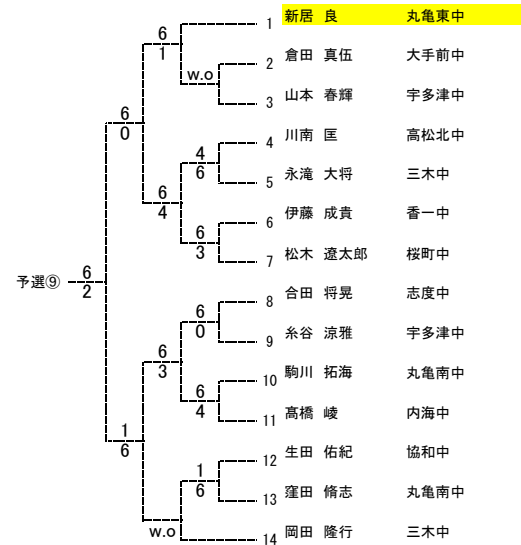 1 新居 良 丸亀東中
6
1
2 倉田 真伍 大手前中
w.o
3 山本 春輝 宇多津中
6
0
4 川南 匡 高松北中
4
6
5 永滝 大将 三木中
6
4
6 伊藤 成貴 香一中
6
3
7 松木 遼太郎 桜町中
予選⑨
6
2
8 合田 将晃 志度中
6
0
9 糸谷 涼雅 宇多津中
6
3
10 駒川 拓海 丸亀南中
6
4
11 髙橋 崚 内海中
1
6
12 生田 佑紀 協和中
1
6
13 窪田 脩志 丸亀南中
w.o
14 岡田 隆行 三木中